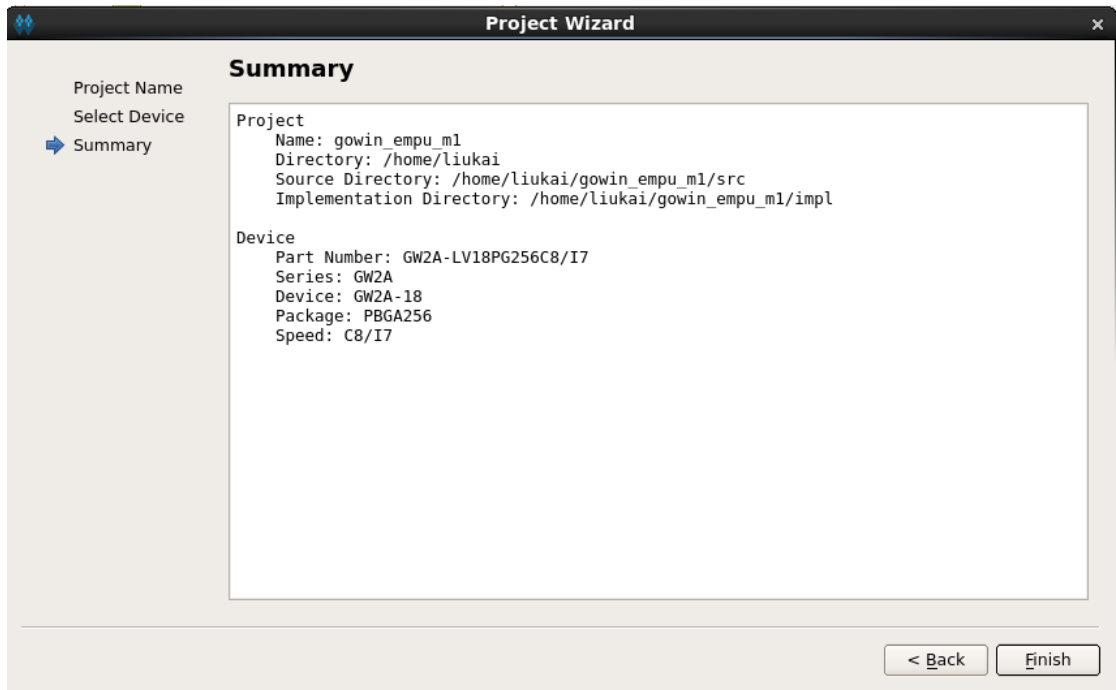 Project Wizard
Project Name
Select Device
Summary
Summary
Project
Name: gowin_empu_m1
Directory: /home/liukai
Source Directory: /home/liukai/gowin_empu_m1/src
Implementation Directory: /home/liukai/gowin_empu_m1/impl
Device
Part Number: GW2A-LV18PG256C8/I7
Series: GW2A
Device: GW2A-18
Package: PBGA256
Speed: C8/I7
< Back
Finish